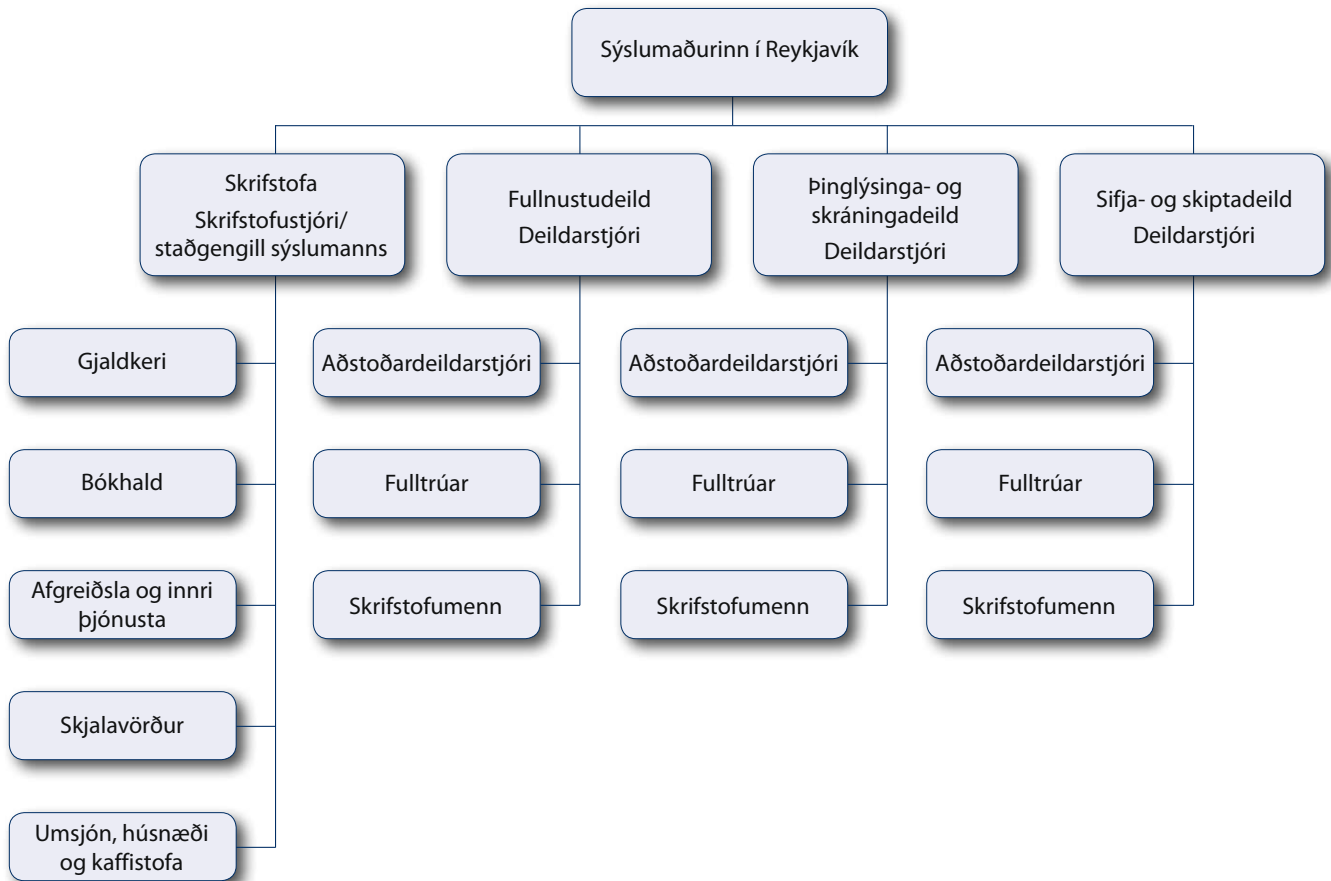 Sýslumaðurinn í Reykjavík
Skrifstofa
Skrifstofustjóri/
staðgengill sýslumanns
Fullnustudeild
Deildarstjóri
Þinglýsinga- og
skráningadeild
Deildarstjóri
Sifja- og skiptadeild
Deildarstjóri
Gjaldkeri
Aðstoðardeildarstjóri
Aðstoðardeildarstjóri
Aðstoðardeildarstjóri
Bókhald
Fulltrúar
Fulltrúar
Fulltrúar
Afgreiðsla og innri
þjónusta
Skrifstofumenn
Skrifstofumenn
Skrifstofumenn
Skjalavörður
Umsjón, húsnæði
og kaffistofa